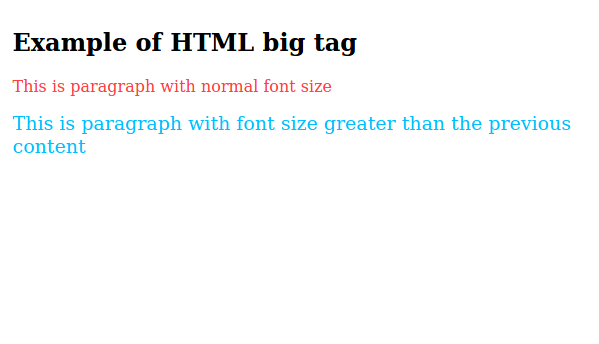 Example of HTML big tag
This is paragraph with normal font size
This is paragraph with font size greater than the previous
content